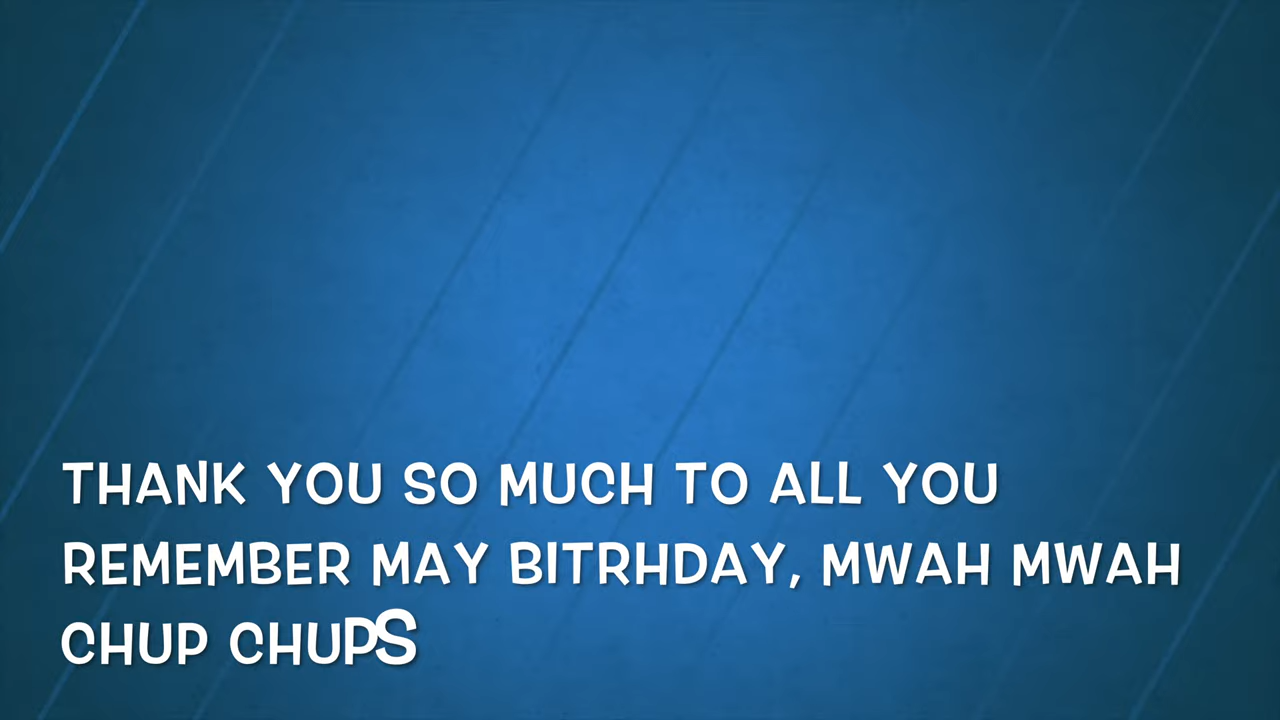 THANK YOU SO MUCH TO ALL YOU
REMEMBER MAY BITRHDAY, MWAH MWAH
CHUP CHUPS